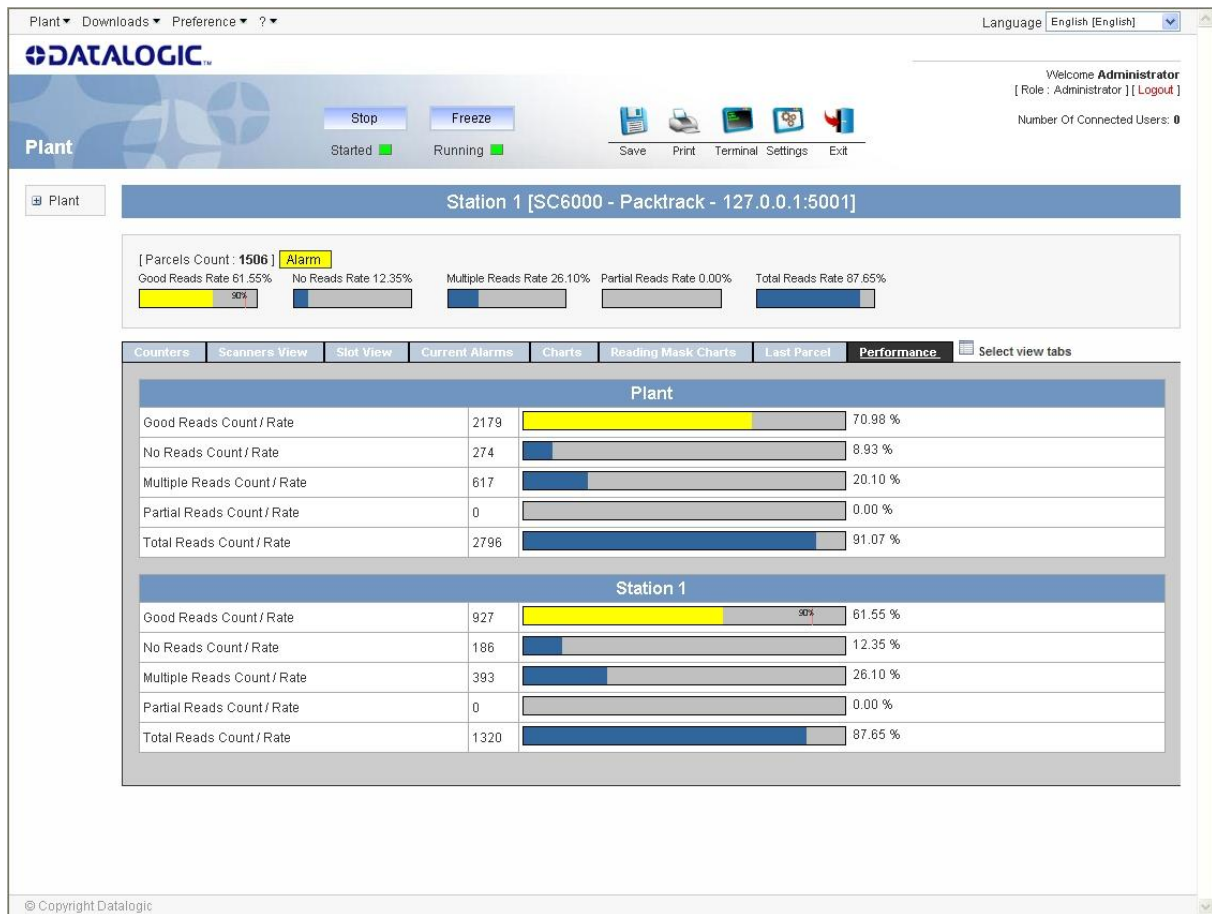 Plant Downloads Preference ? Language English [English]
DATALOGIC™
Welcome Administrator
[ Role : Administrator ] [ Logout ]
Number Of Connected Users: 0
Plant
Stop Freeze
Started Running
Save Print Terminal Settings Exit
Plant
Station 1 [SC6000 - Packtrack - 127.0.0.1:5001]
[ Parcels Count : 1506 ] Alarm
Good Reads Rate 61.55% No Reads Rate 12.35% Multiple Reads Rate 26.10% Partial Reads Rate 0.00% Total Reads Rate 87.65%
90%
Counters Scanners View Slot View Current Alarms Charts Reading Mask Charts Last Parcel Performance Select view tabs
Plant
Good Reads Count / Rate 2179 70.98 %
No Reads Count / Rate 274 8.93 %
Multiple Reads Count / Rate 617 20.10 %
Partial Reads Count / Rate 0 0.00 %
Total Reads Count / Rate 2796 91.07 %
Station 1
Good Reads Count / Rate 927 90% 61.55 %
No Reads Count / Rate 186 12.35 %
Multiple Reads Count / Rate 393 26.10 %
Partial Reads Count / Rate 0 0.00 %
Total Reads Count / Rate 1320 87.65 %
© Copyright Datalogic